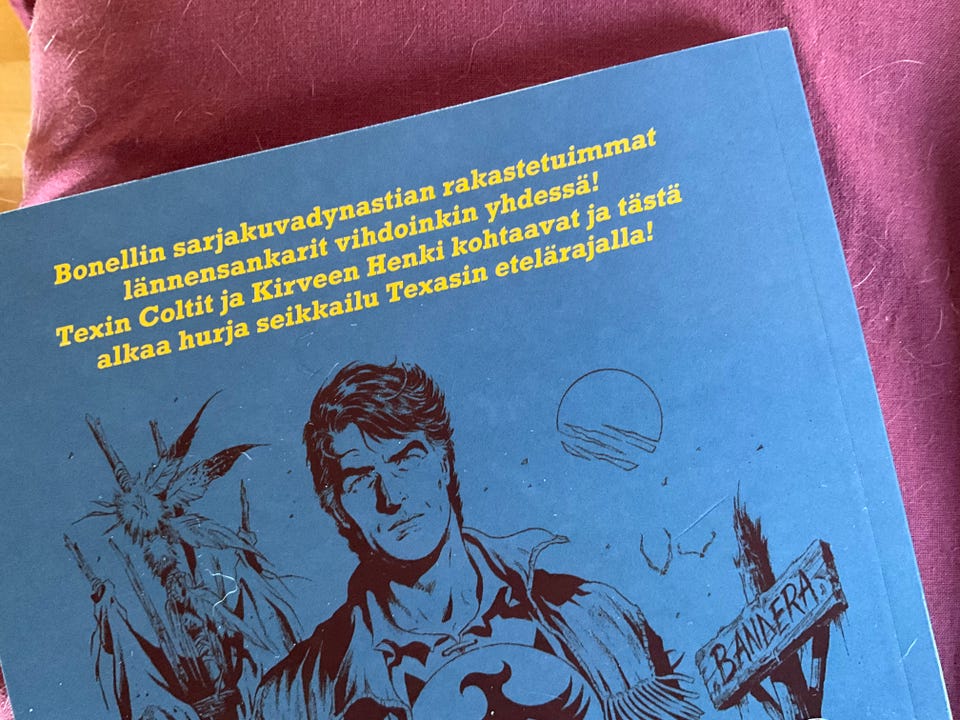 Bonellin sarjakuvadynastian rakastetuimmat
lännensankarit vihdoinkin yhdessä!
Texin Coltit ja Kirveen Henki kohtaavat ja tästä
alkaa hurja seikkailu Texasin etelärajalla!
BANDERA